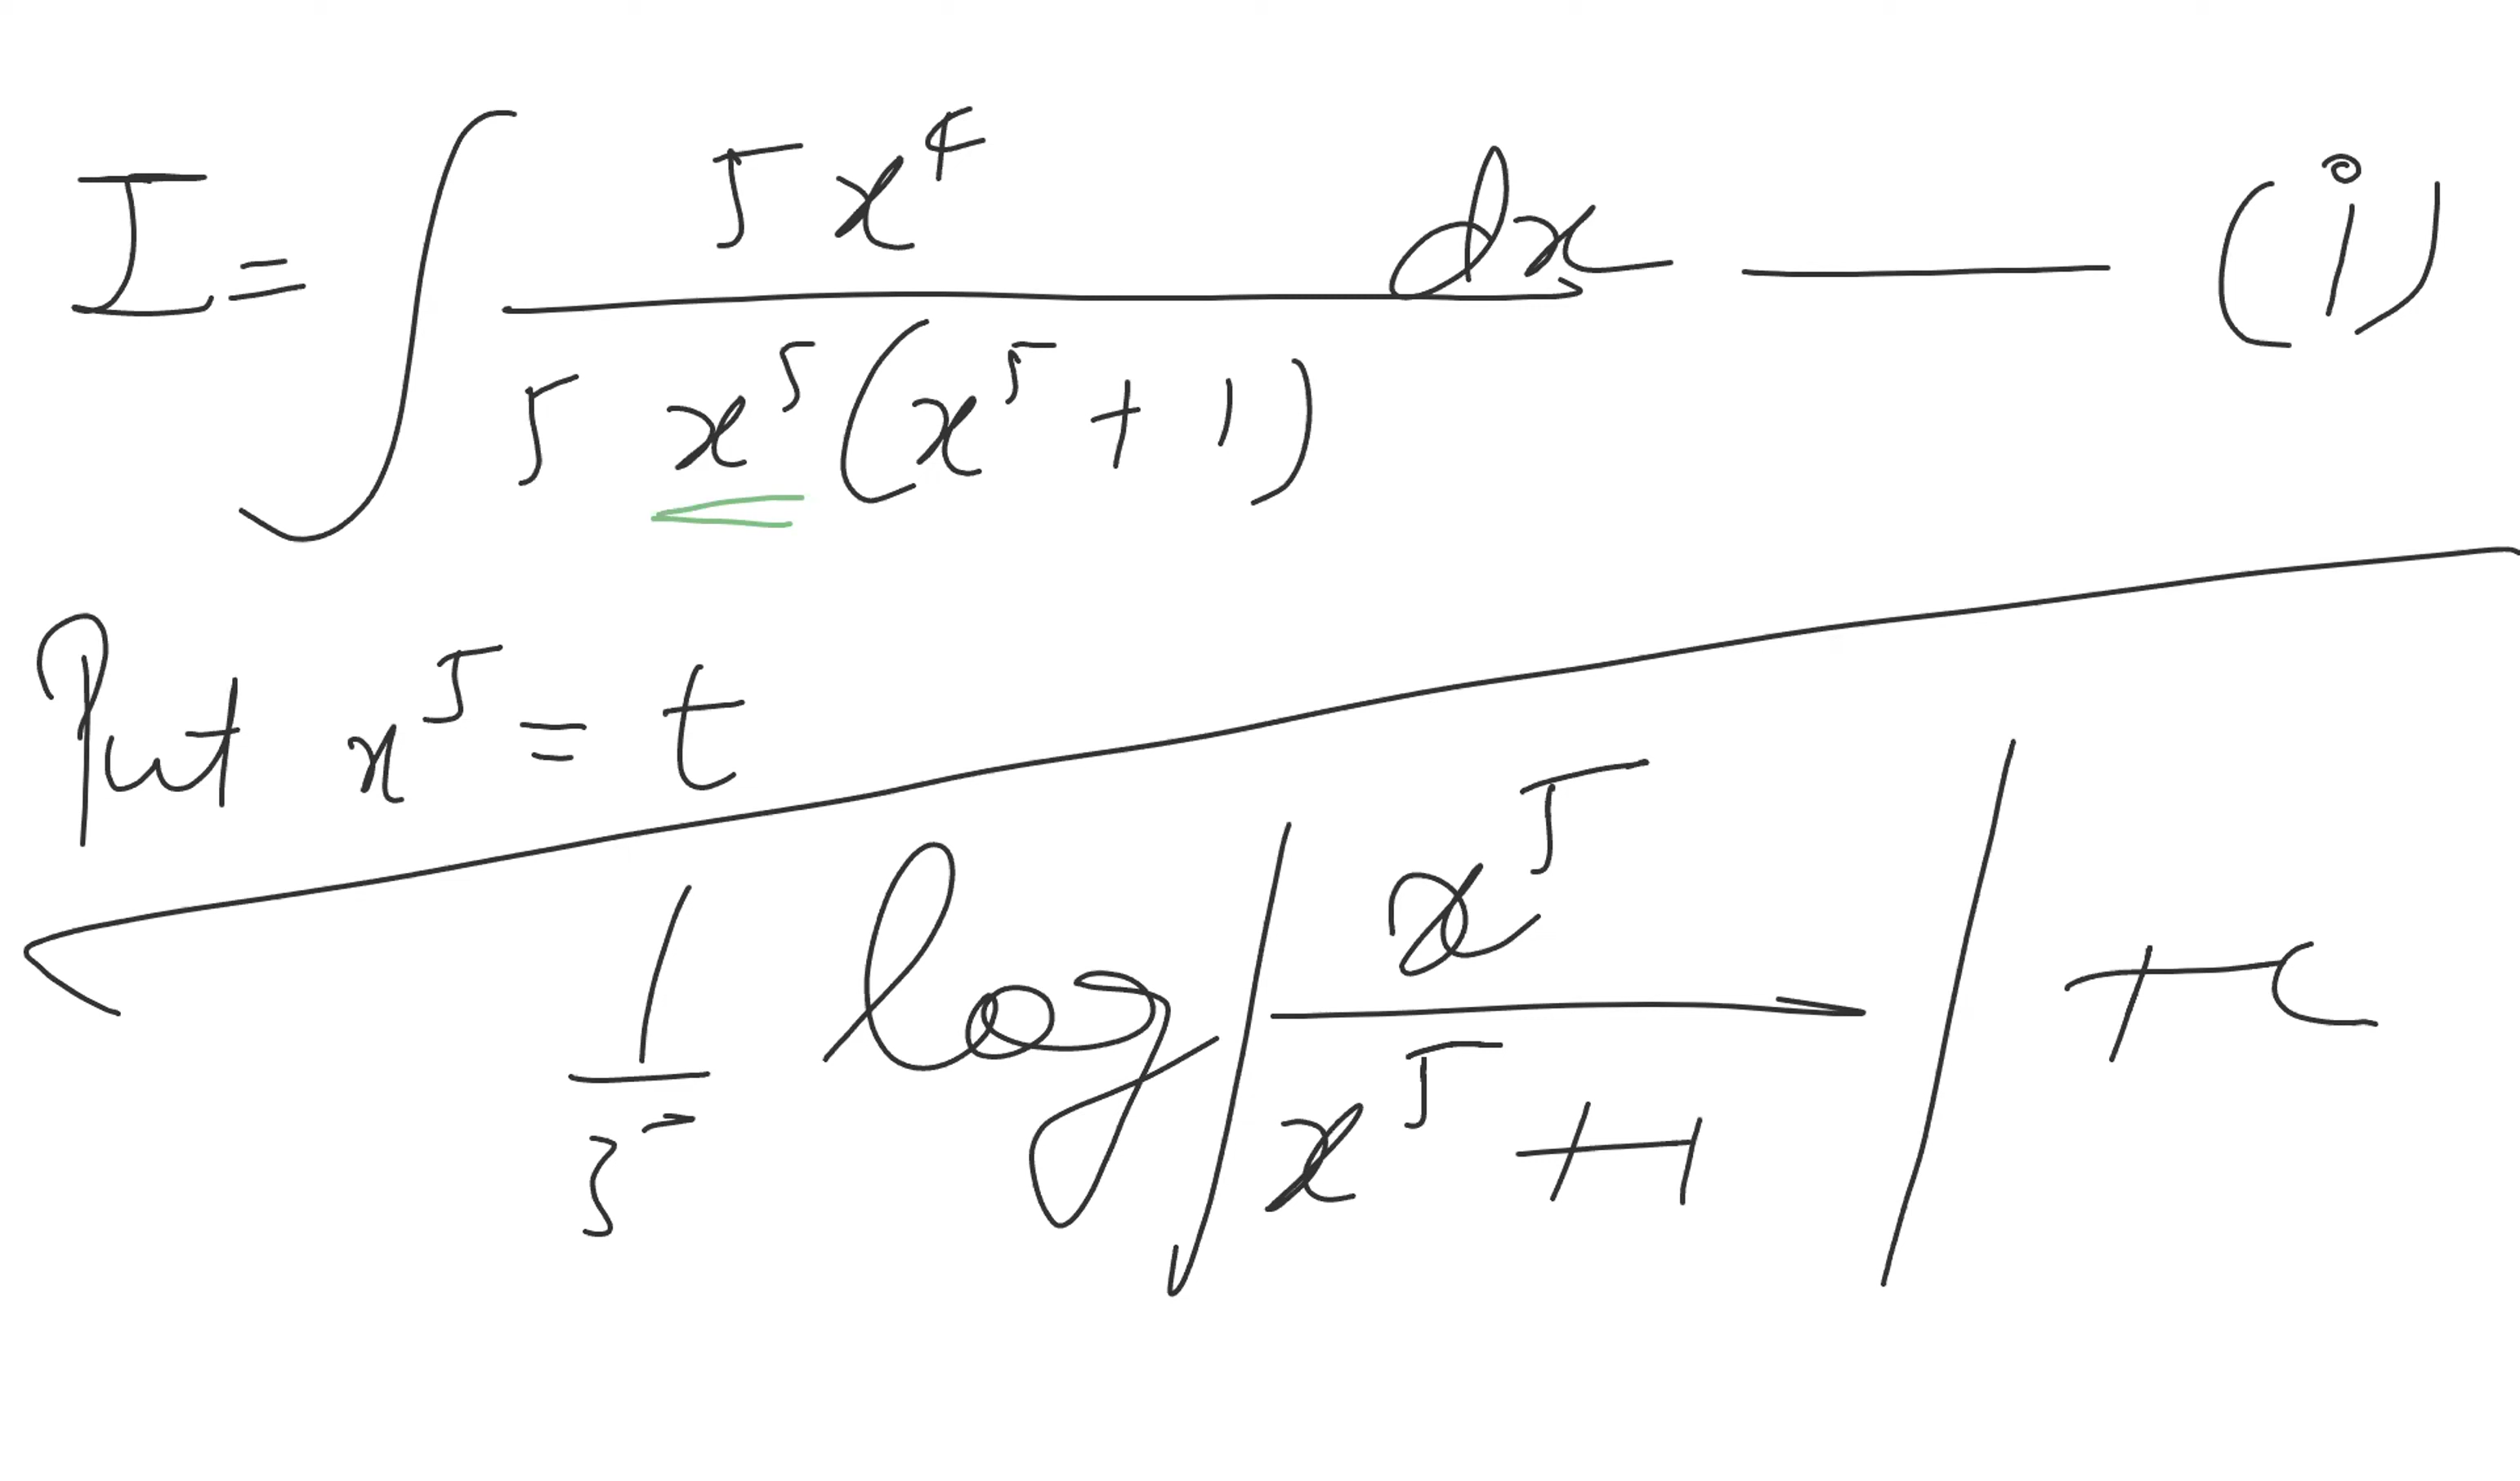 I = ∫ 5x⁴ / 5x⁵(x⁵ + 1) dx — (i)
Put x⁵ = t
1/5 log | x⁵ / x⁵ + 1 | + c